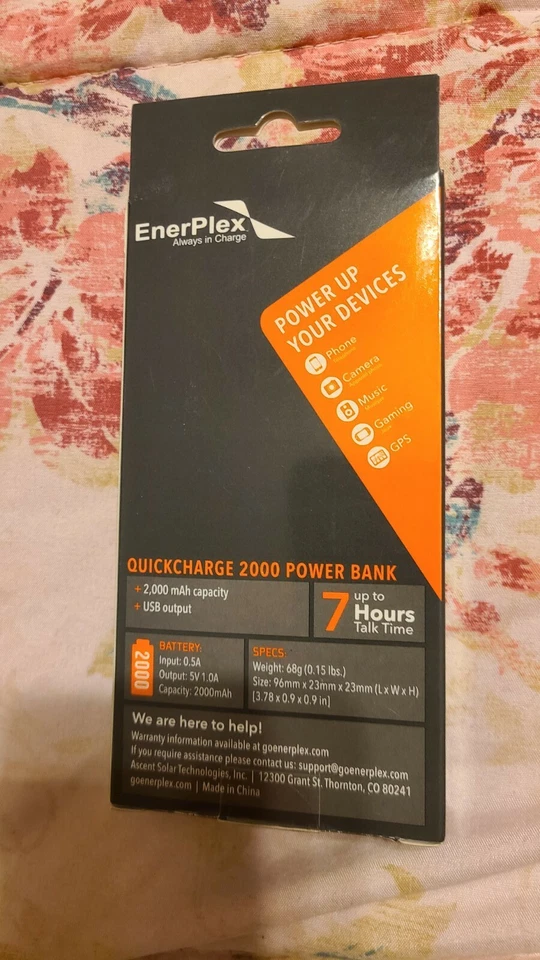 EnerPlex
Always in Charge
POWER UP
YOUR DEVICES
Phone
Camera
Music
Gaming
GPS
QUICKCHARGE 2000 POWER BANK
+ 2,000 mAh capacity
+ USB output
7 up to
Hours
Talk Time
2000
BATTERY:
Input: 0.5A
Output: 5V 1.0A
Capacity: 2000mAh
SPECS:
Weight: 68g (0.15 lbs.)
Size: 96mm x 23mm x 23mm (L x W x H)
[3.78 x 0.9 x 0.9 in]
We are here to help!
Warranty information available at goenerplex.com
If you require assistance please contact us: support@goenerplex.com
Ascent Solar Technologies, Inc. | 12300 Grant St. Thornton, CO 80241
goenerplex.com | Made in China